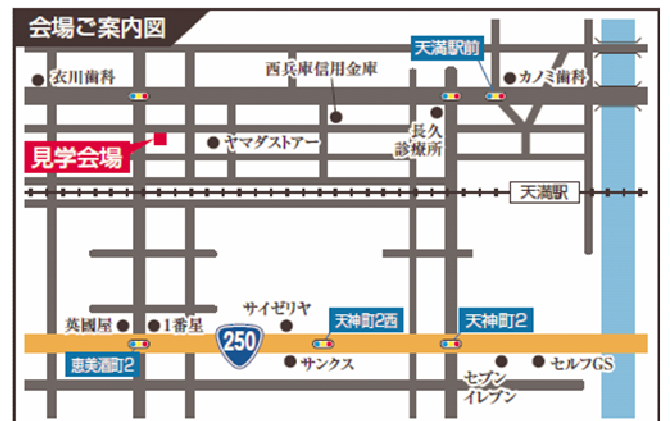 会場ご案内図
天満駅前
衣川歯科
西兵庫信用金庫
カノミ歯科
長久
診療所
ヤマダストアー
見学会場
天満駅
サイゼリヤ
英國屋
1番星
250
天神町2西
天神町2
恵美酒町2
サンクス
セブン
イレブン
セルフGS